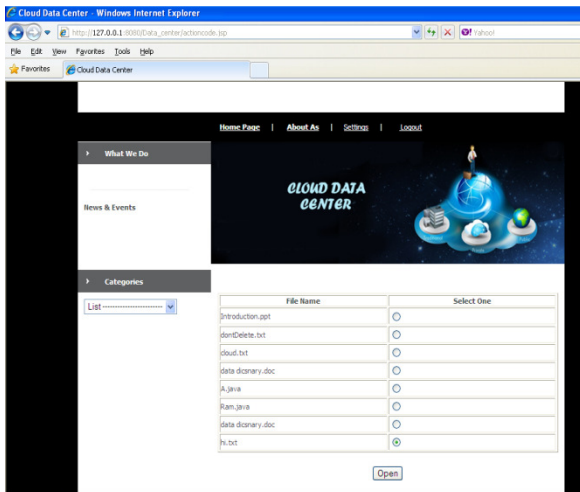 Cloud Data Center - Windows Internet Explorer
http://127.0.0.1:8080/Data_center/actioncode.jsp
Yahoo!
File Edit View Favorites Tools Help
Favorites
Cloud Data Center
Home Page | About As | Settings | Logout
What We Do
CLOUD DATA
CENTER
News & Events
Categories
List
File Name Select One
Introduction.ppt
dontDelete.txt
cloud.txt
data dicsnary.doc
A.java
Ram.java
data dicsnary.doc
hi.txt
Open